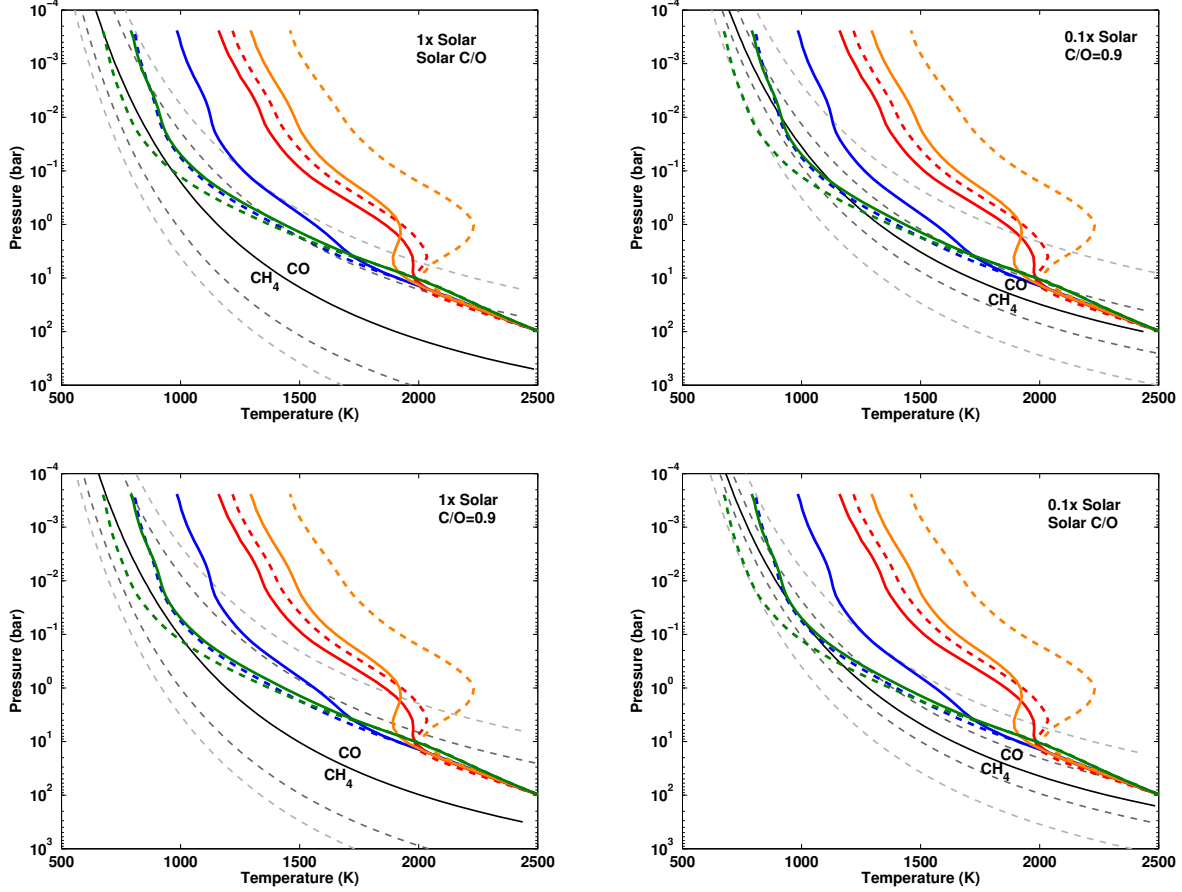 10⁻⁴
10⁻³
10⁻²
10⁻¹
10⁰
10¹
10²
10³
Pressure (bar)
1x Solar
Solar C/O
CO
CH₄
500 1000 1500 2000 2500
Temperature (K)
10⁻⁴
10⁻³
10⁻²
10⁻¹
10⁰
10¹
10²
10³
Pressure (bar)
0.1x Solar
C/O=0.9
CO
CH₄
500 1000 1500 2000 2500
Temperature (K)
10⁻⁴
10⁻³
10⁻²
10⁻¹
10⁰
10¹
10²
10³
Pressure (bar)
1x Solar
C/O=0.9
CO
CH₄
500 1000 1500 2000 2500
Temperature (K)
10⁻⁴
10⁻³
10⁻²
10⁻¹
10⁰
10¹
10²
10³
Pressure (bar)
0.1x Solar
Solar C/O
CO
CH₄
500 1000 1500 2000 2500
Temperature (K)